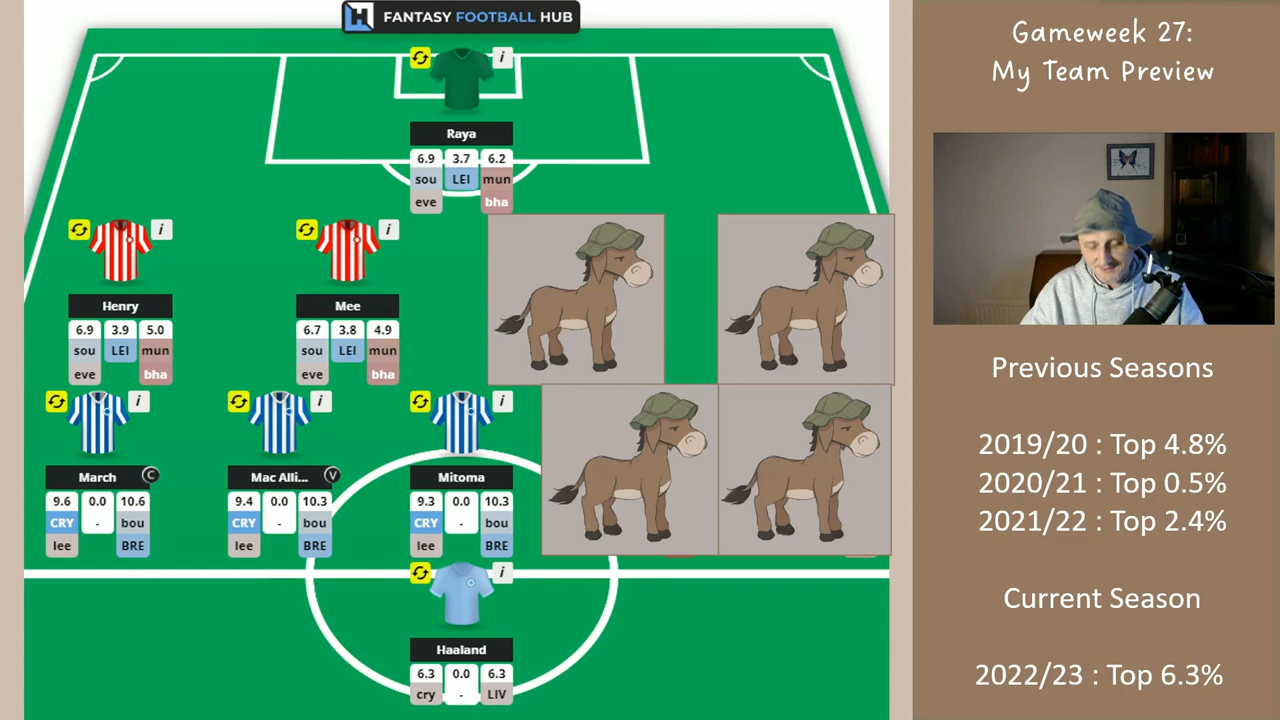 FANTASY FOOTBALL HUB
Gameweek 27:
My Team Preview
i
Raya
6.9 3.7 6.2
sou LEI mun
eve bha
i i
Henry Mee
6.9 3.9 5.0 6.7 3.8 4.9
sou LEI mun sou LEI mun
eve bha eve bha
i i i
March C Mac Alli... V Mitoma
9.6 0.0 10.6 9.4 0.0 10.3 9.3 0.0 10.3
CRY - bou CRY - bou CRY - bou
lee BRE lee BRE lee BRE
i
Haaland
6.3 0.0 6.3
cry - LIV
Previous Seasons
2019/20 : Top 4.8%
2020/21 : Top 0.5%
2021/22 : Top 2.4%
Current Season
2022/23 : Top 6.3%